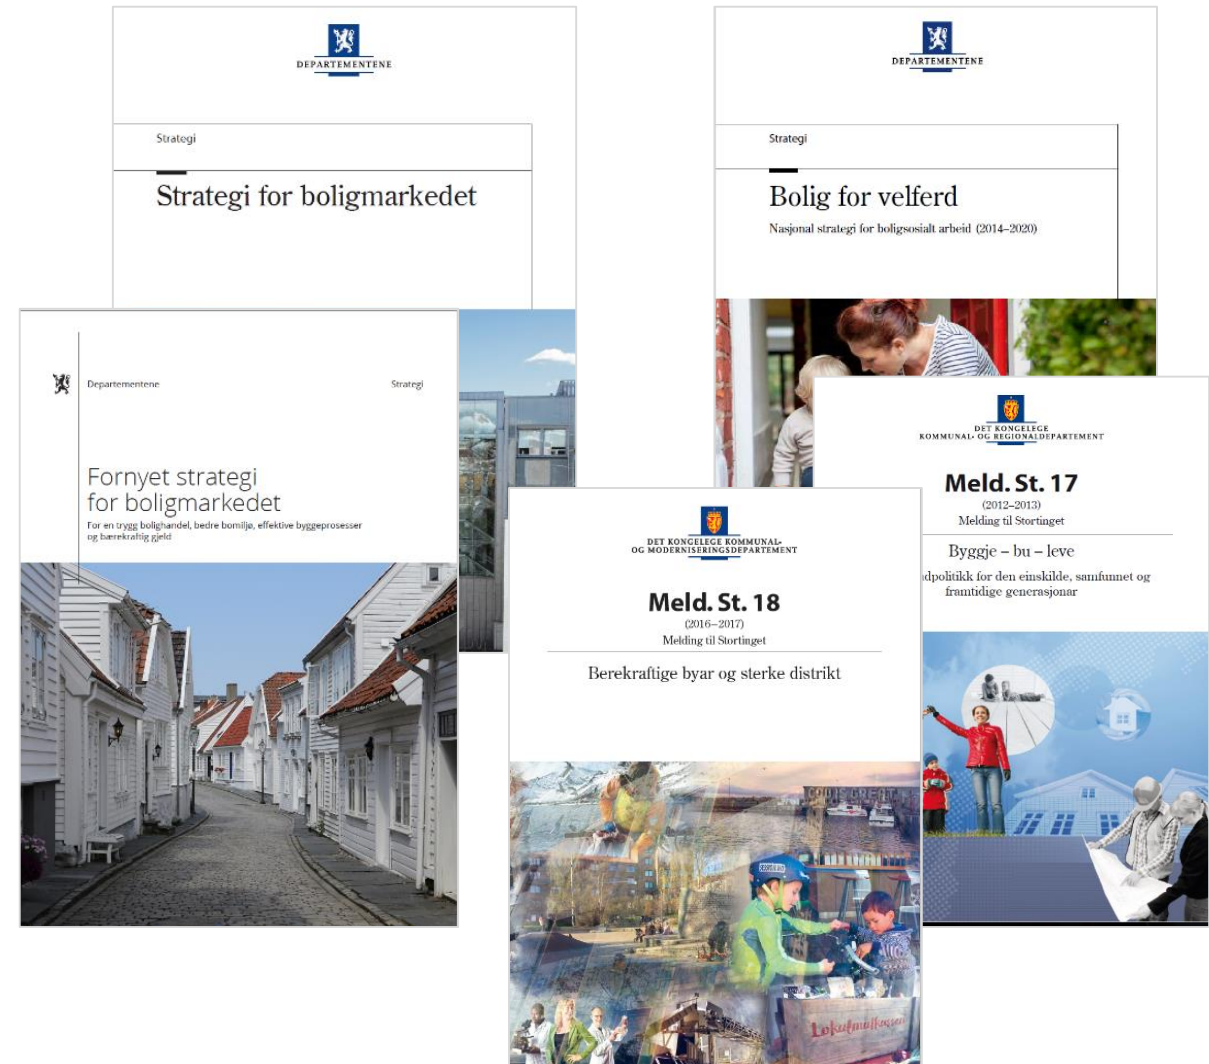 DEPARTEMENTENE
Strategi
Strategi for boligmarkedet
DEPARTEMENTENE
Strategi
Bolig for velferd
Nasjonal strategi for boligsosialt arbeid (2014–2020)
Departementene
Strategi
Fornyet strategi
for boligmarkedet
For en trygg bolighandel, bedre bomiljø, effektive byggeprosesser
og bærekraftig gjeld
DET KONGELEGE KOMMUNAL-
OG MODERNISERINGSDEPARTEMENT
Meld. St. 18
(2016–2017)
Melding til Stortinget
Berekraftige byar og sterke distrikt
Lokalmatkassen
DET KONGELEGE
KOMMUNAL- OG REGIONALDEPARTEMENT
Meld. St. 17
(2012–2013)
Melding til Stortinget
Byggje – bu – leve
dpolitikk for den einskilde, samfunnet og
framtidige generasjonar